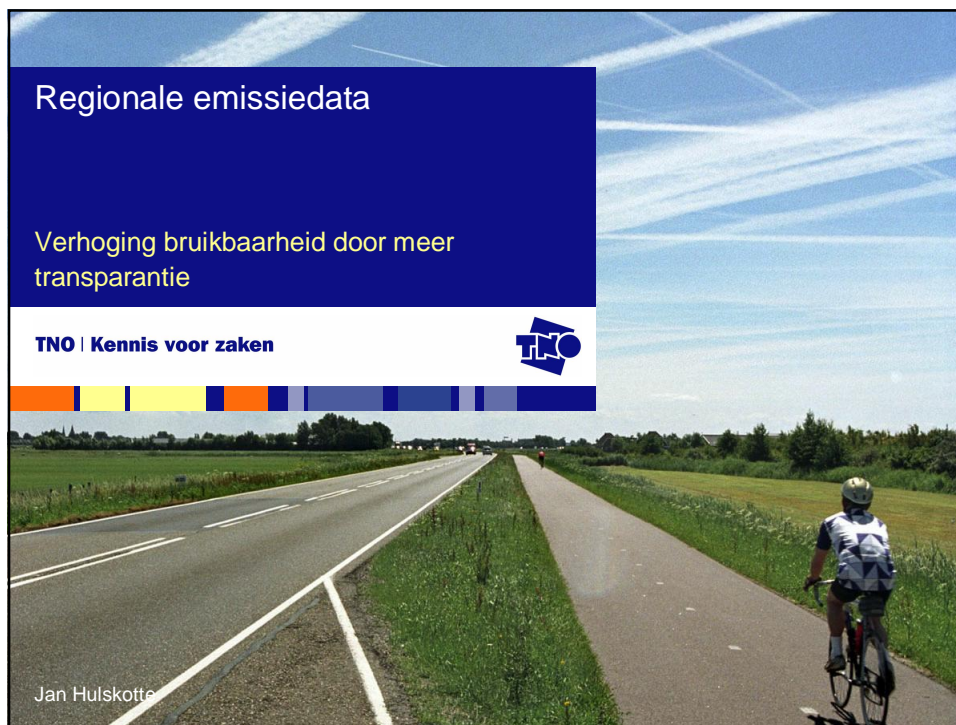 Regionale emissiedata
Verhoging bruikbaarheid door meer
transparantie
TNO | Kennis voor zaken
TNO
Jan Hulskotte